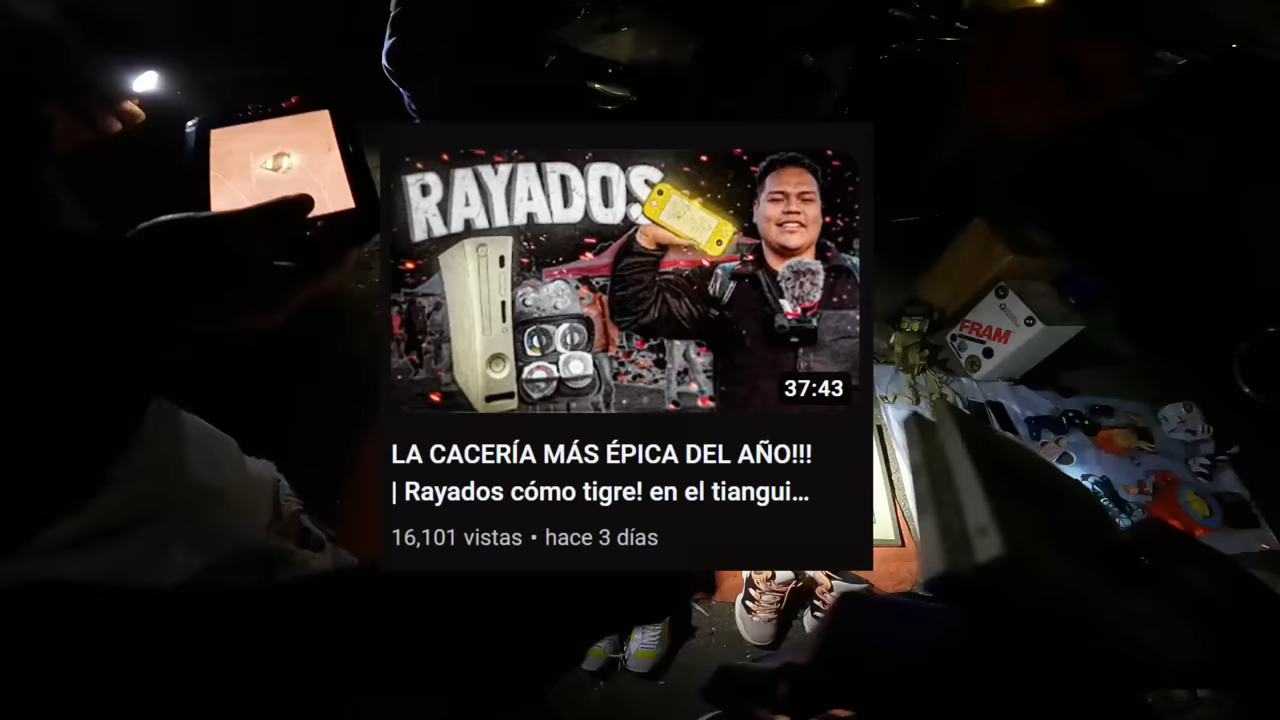 RAYADOS
37:43
LA CACERÍA MÁS ÉPICA DEL AÑO!!!
| Rayados cómo tigre! en el tiangui...
16,101 vistas • hace 3 días
FRAM